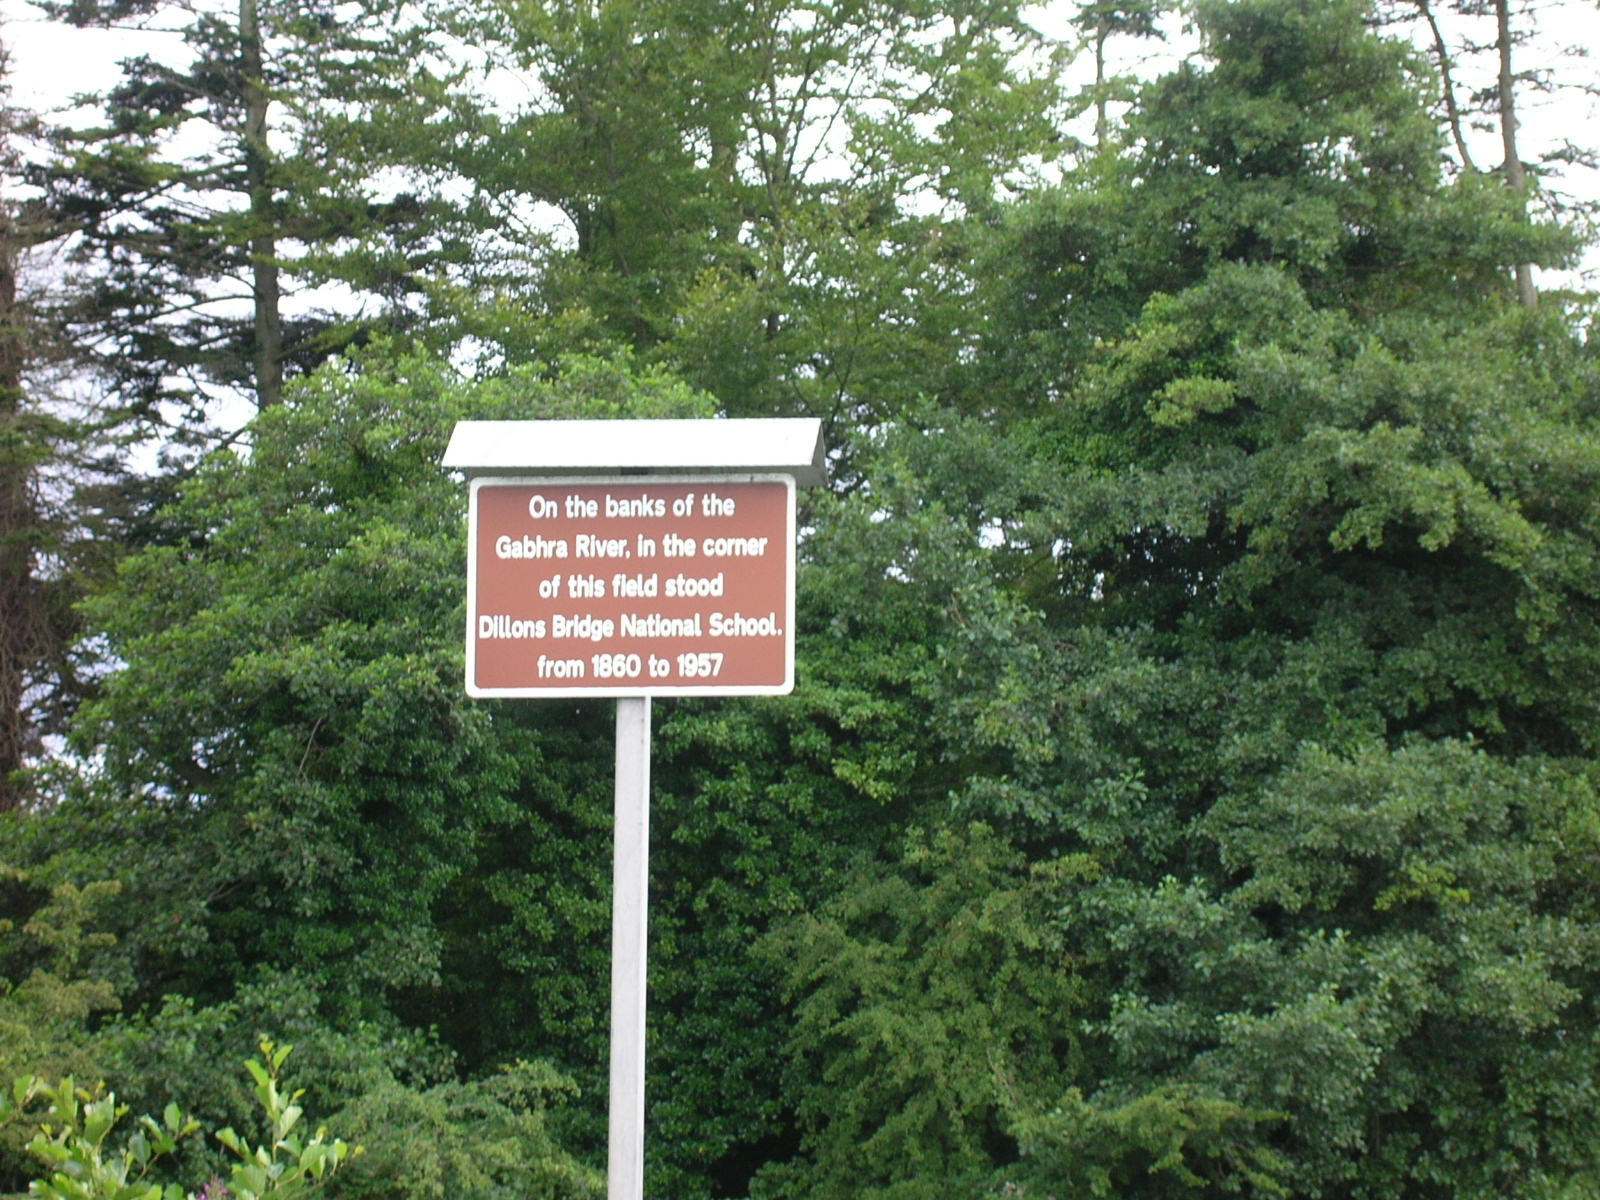 On the banks of the
Gabhra River, in the corner
of this field stood
Dillons Bridge National School.
from 1860 to 1957